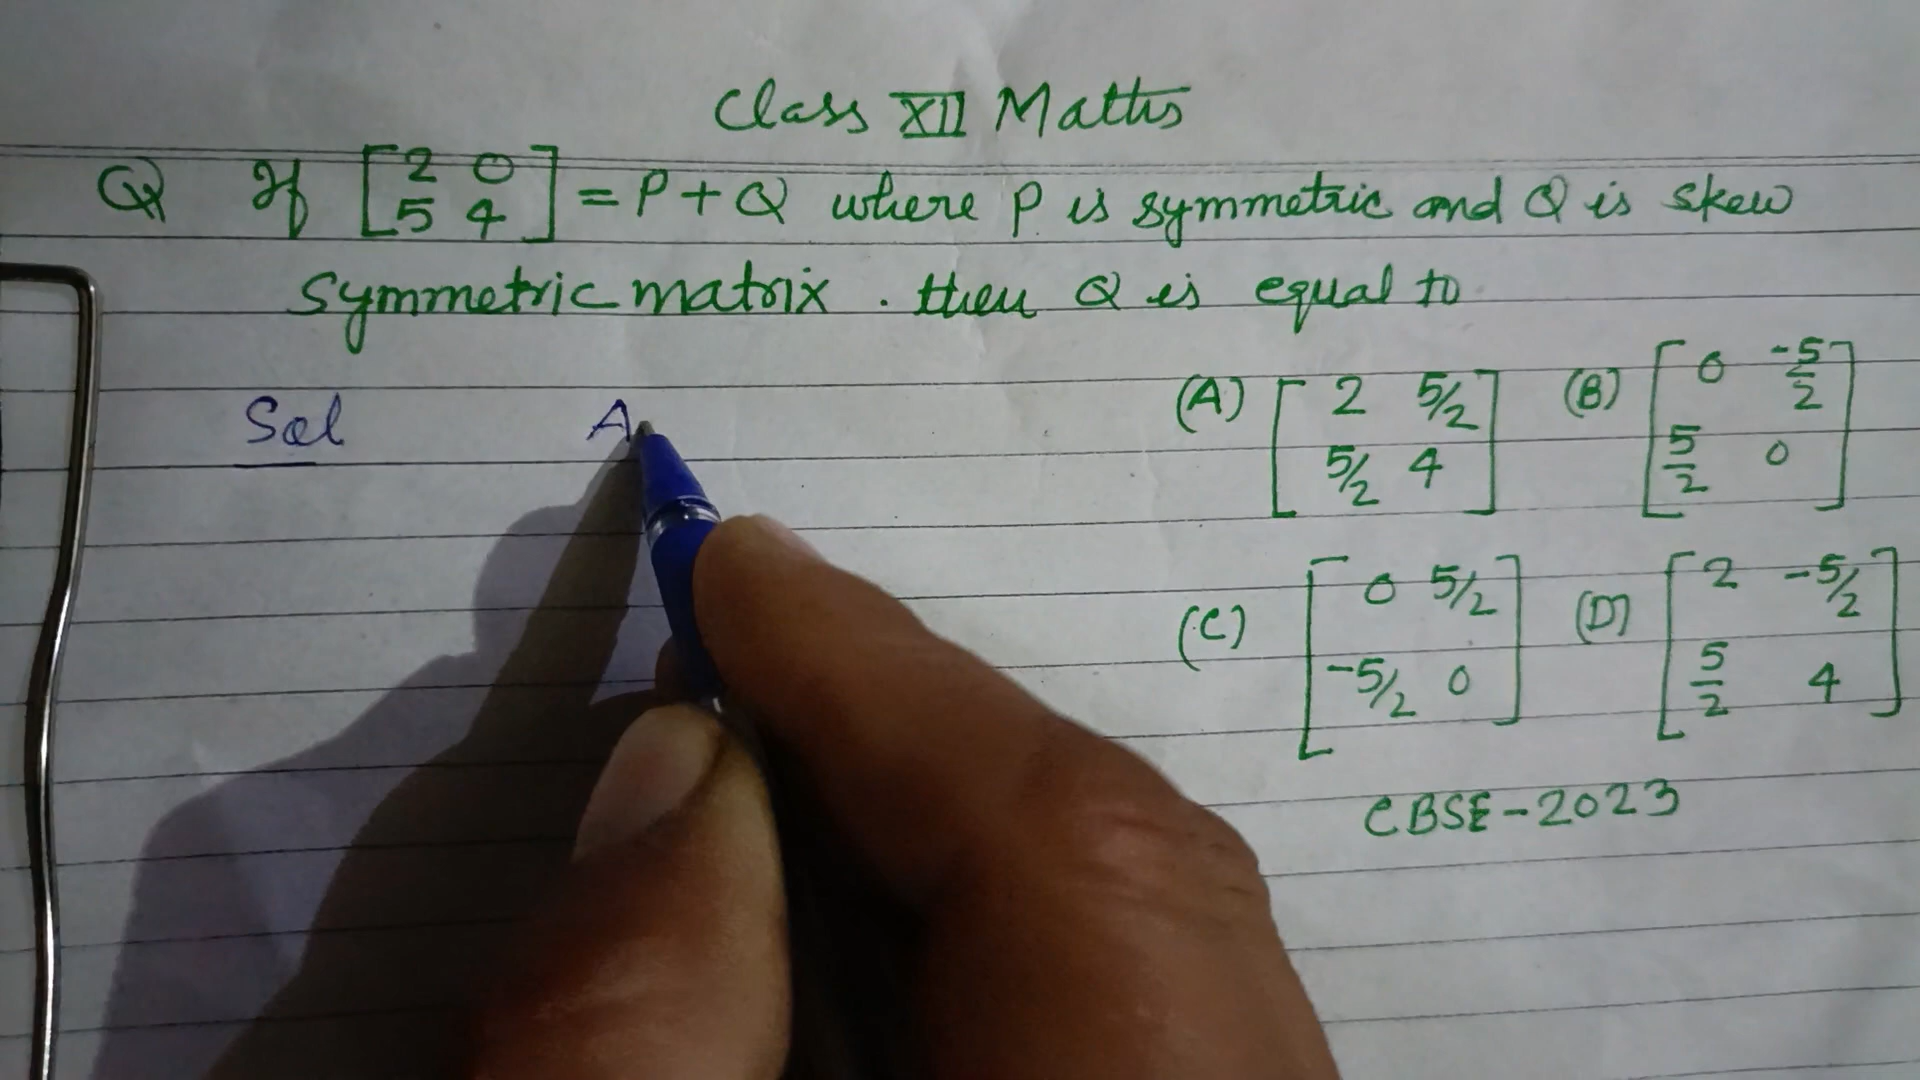 Class XII Maths
Q If [2 0 5 4] = P + Q where P is symmetric and Q is skew
symmetric matrix. then Q is equal to
Sol A
(A) [2 5/2 5/2 4] (B) [0 -5/2 5/2 0]
(C) [0 5/2 -5/2 0] (D) [2 -5/2 5/2 4]
CBSE-2023